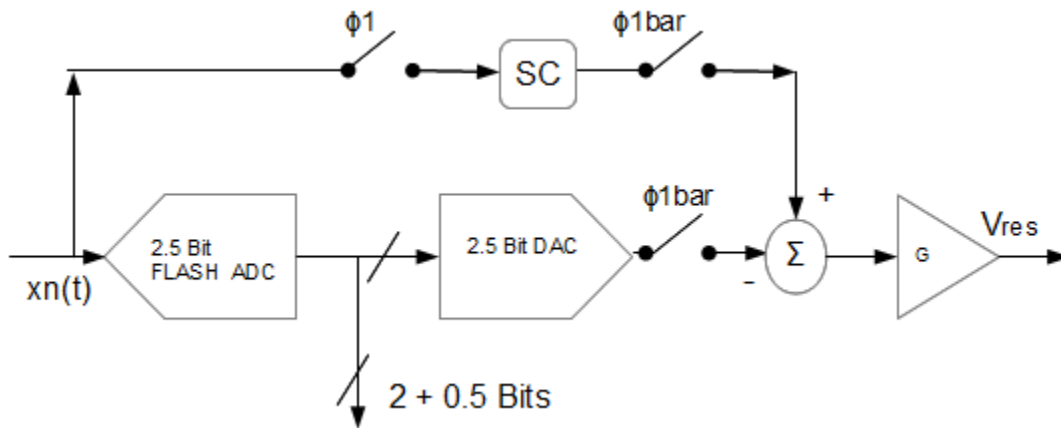 ϕ1
ϕ1bar
SC
ϕ1bar
+
2.5 Bit
FLASH ADC
2.5 Bit DAC
Σ
-
G
Vres
xn(t)
2 + 0.5 Bits